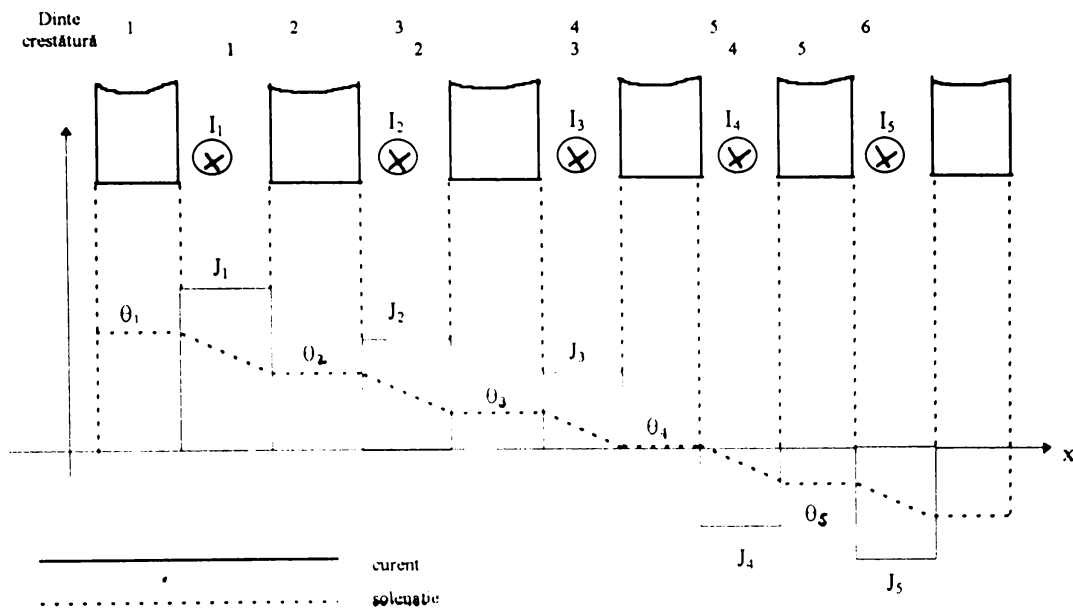 Dinte 1 2 3 4 5 6
crestătură 1 2 3 4 5
I₁ I₂ I₃ I₄ I₅
J₁
θ₁
J₂
θ₂
J₃
θ₃
θ₄
x
θ₅
J₄
J₅
curent
solenație